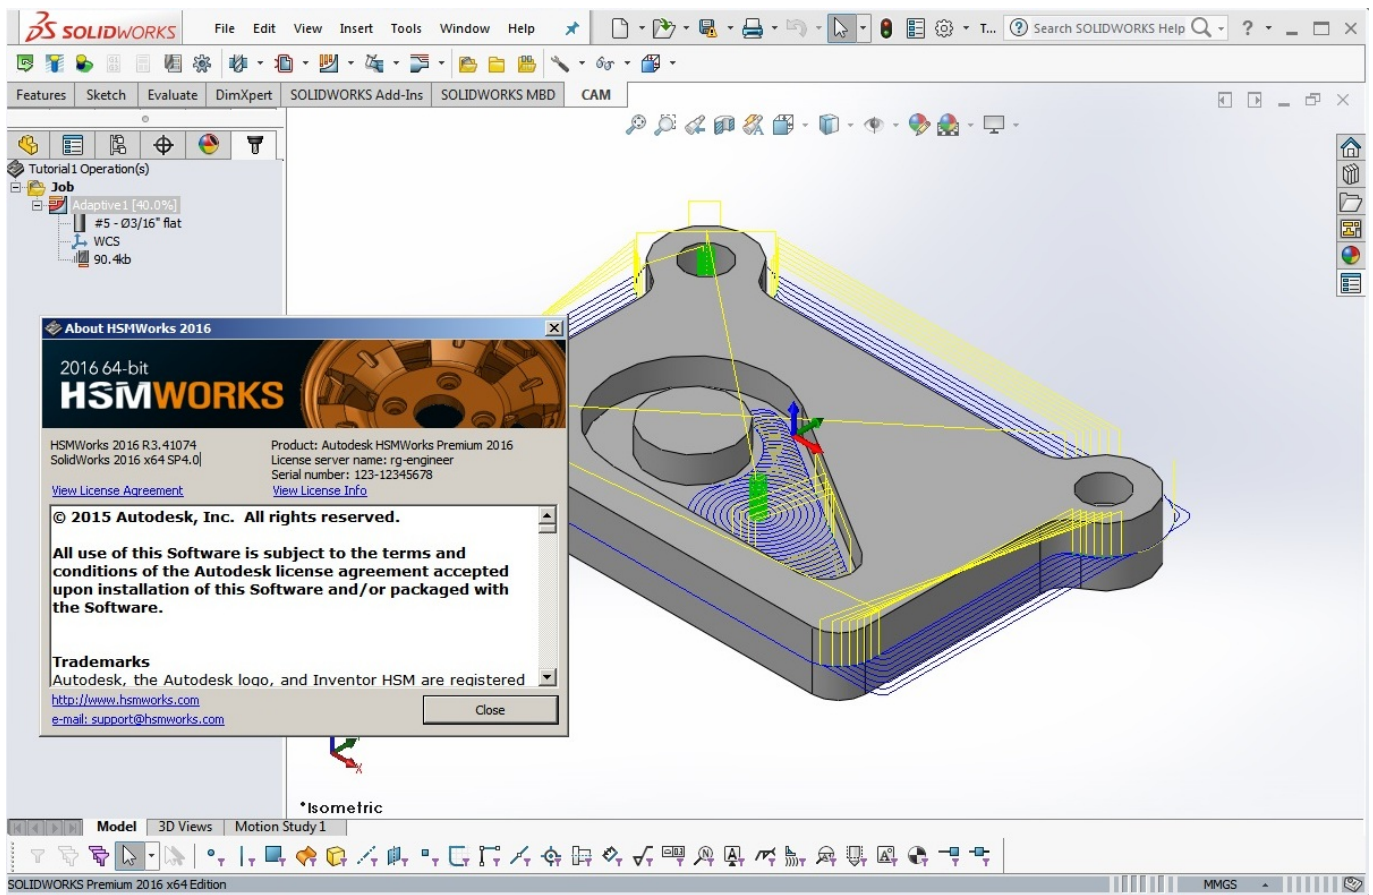 SOLIDWORKS File Edit View Insert Tools Window Help T... Search SOLIDWORKS Help ?
Features Sketch Evaluate DimXpert SOLIDWORKS Add-Ins SOLIDWORKS MBD CAM
Tutorial1 Operation(s)
Job
Adaptive1 [40.0%]
#5 - Ø3/16" flat
WCS
90.4kb
About HSMWorks 2016
2016 64-bit
HSMWORKS
HSMWorks 2016 R3.41074
SolidWorks 2016 x64 SP4.0
View License Agreement
Product: Autodesk HSMWorks Premium 2016
License server name: rg-engineer
Serial number: 123-12345678
View License Info
© 2015 Autodesk, Inc. All rights reserved.
All use of this Software is subject to the terms and
conditions of the Autodesk license agreement accepted
upon installation of this Software and/or packaged with
the Software.
Trademarks
Autodesk, the Autodesk logo, and Inventor HSM are registered
http://www.hsmworks.com
e-mail: support@hsmworks.com
Close
X
*Isometric
Model 3D Views Motion Study 1
SOLIDWORKS Premium 2016 x64 Edition MMGS